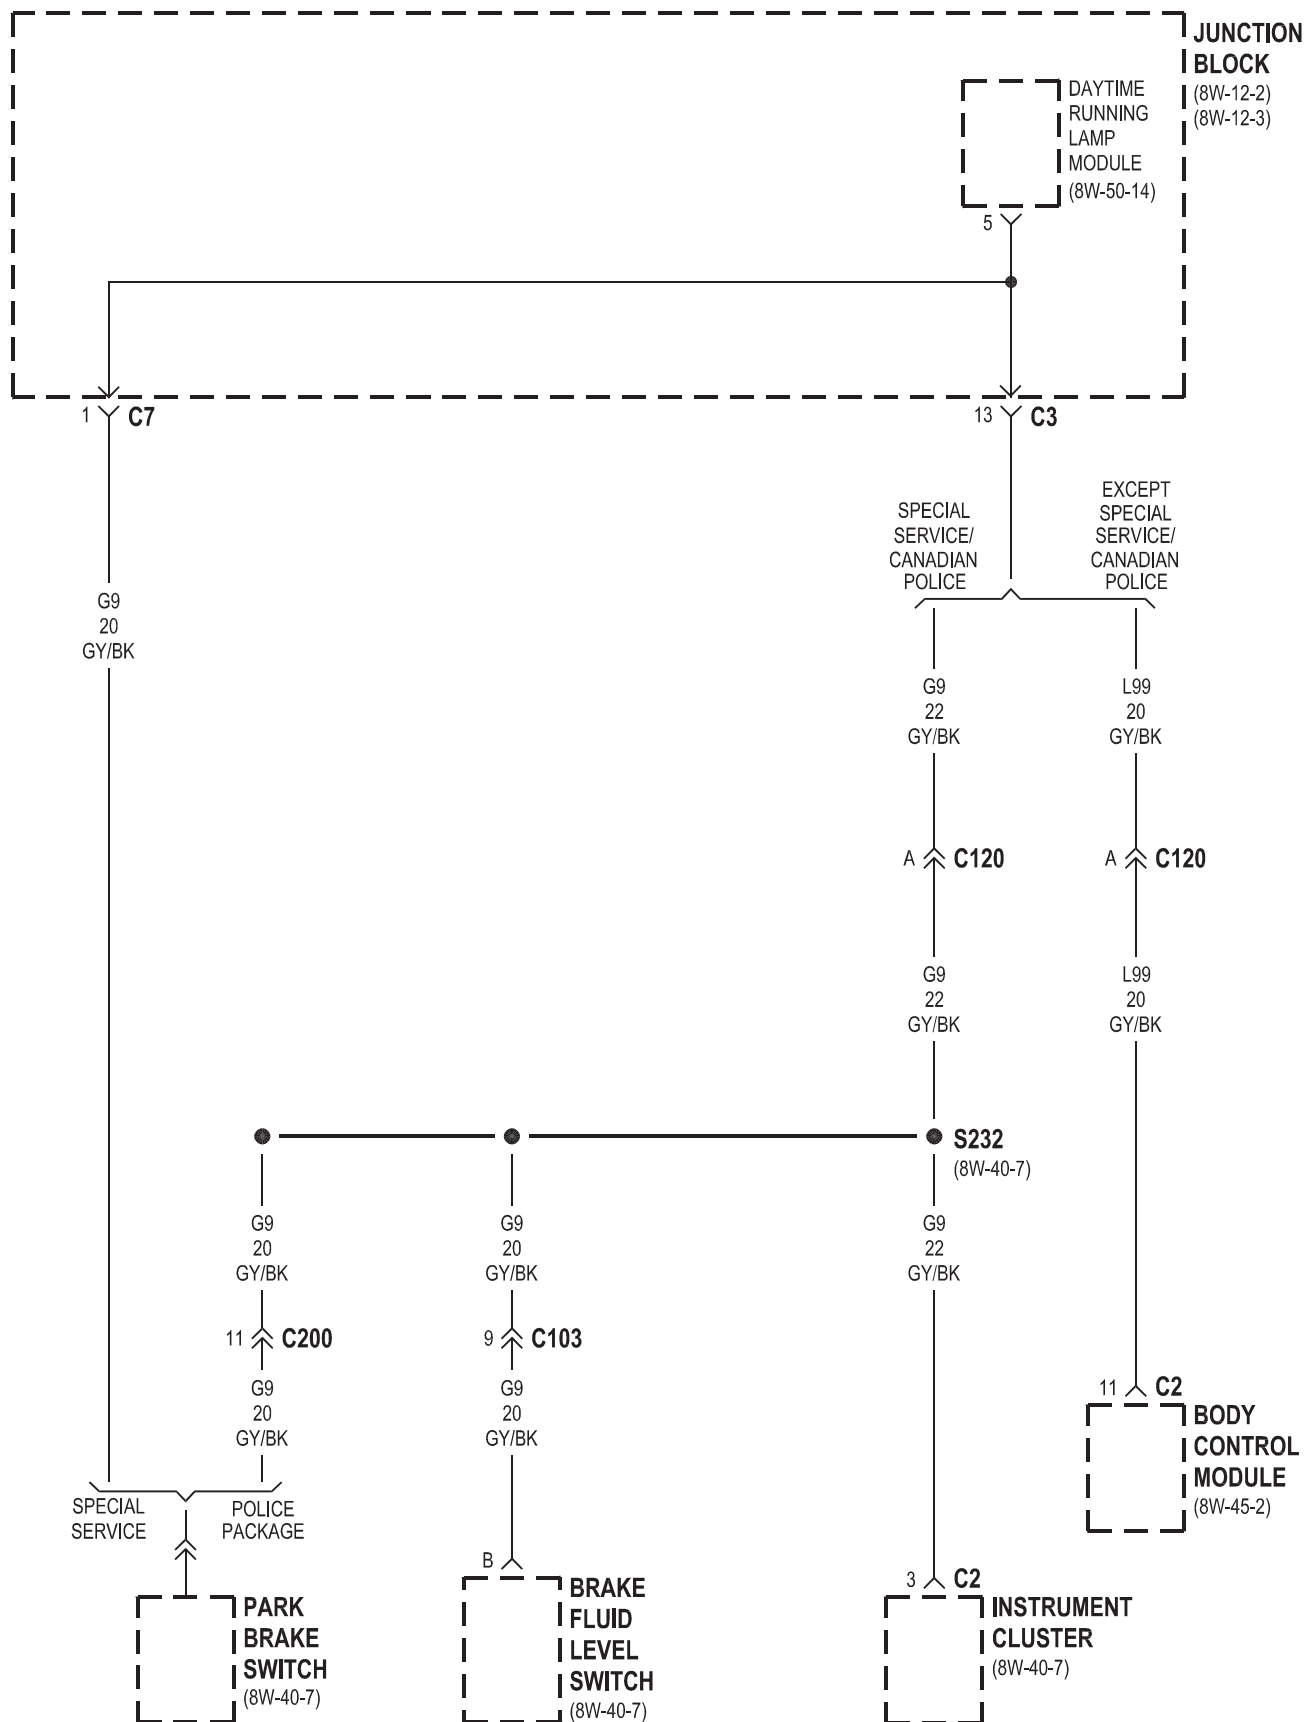 JUNCTION
BLOCK
(8W-12-2)
(8W-12-3)
DAYTIME
RUNNING
LAMP
MODULE
(8W-50-14)
5
1
C7
13
C3
SPECIAL
SERVICE/
CANADIAN
POLICE
EXCEPT
SPECIAL
SERVICE/
CANADIAN
POLICE
G9
20
GY/BK
G9
22
GY/BK
L99
20
GY/BK
A
C120
A
C120
G9
22
GY/BK
L99
20
GY/BK
S232
(8W-40-7)
G9
20
GY/BK
G9
20
GY/BK
G9
22
GY/BK
11
C200
9
C103
G9
20
GY/BK
G9
20
GY/BK
11
C2
BODY
CONTROL
MODULE
(8W-45-2)
SPECIAL
SERVICE
POLICE
PACKAGE
B
3
C2
PARK
BRAKE
SWITCH
(8W-40-7)
BRAKE
FLUID
LEVEL
SWITCH
(8W-40-7)
INSTRUMENT
CLUSTER
(8W-40-7)